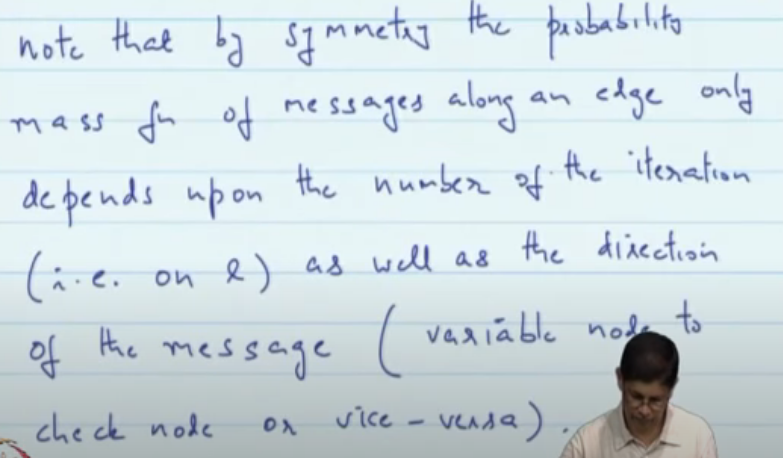 note that by symmetry the probability
mass fn of messages along an edge only
depends upon the number of the iteration
(i.e. on l) as well as the direction
of the message ( variable node to
check node or vice-versa).